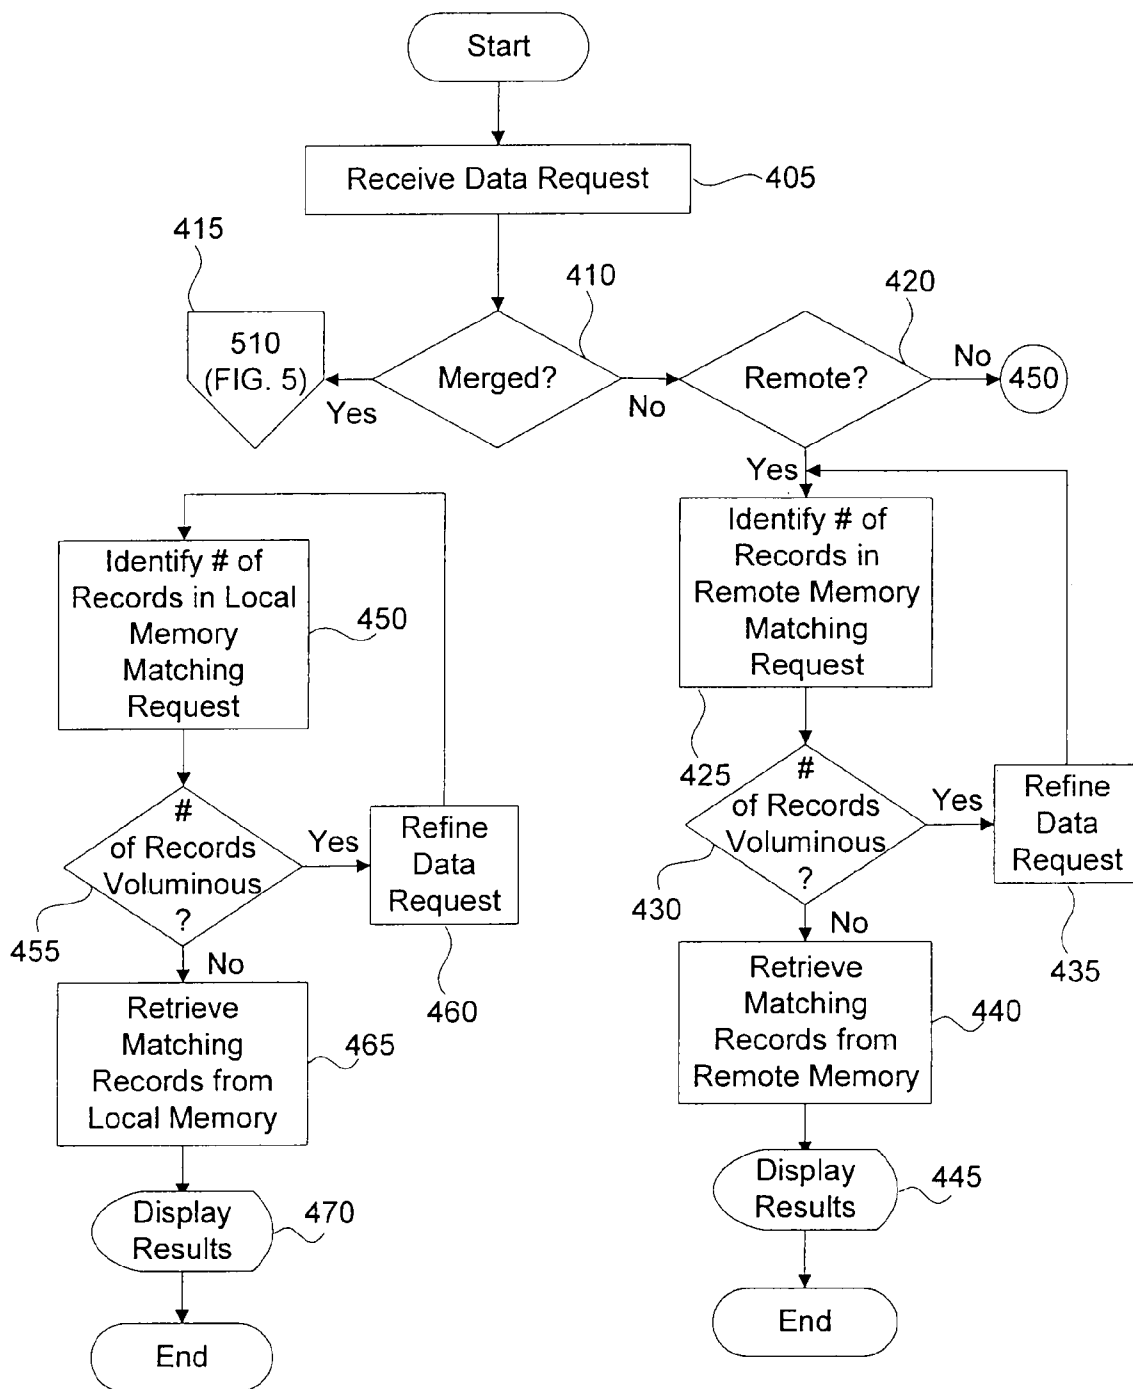 Start
Receive Data Request
405
415
410
420
510
(FIG. 5)
Merged?
Remote?
No
450
Yes
No
Yes
Identify # of
Records in Local
Memory
Matching
Request
450
Identify # of
Records in
Remote Memory
Matching
Request
425
#
of Records
Voluminous
?
Yes
Refine
Data
Request
430
435
#
of Records
Voluminous
?
Yes
Refine
Data
Request
455
460
No
No
Retrieve
Matching
Records from
Local Memory
465
Retrieve
Matching
Records from
Remote Memory
440
Display
Results
470
Display
Results
445
End
End